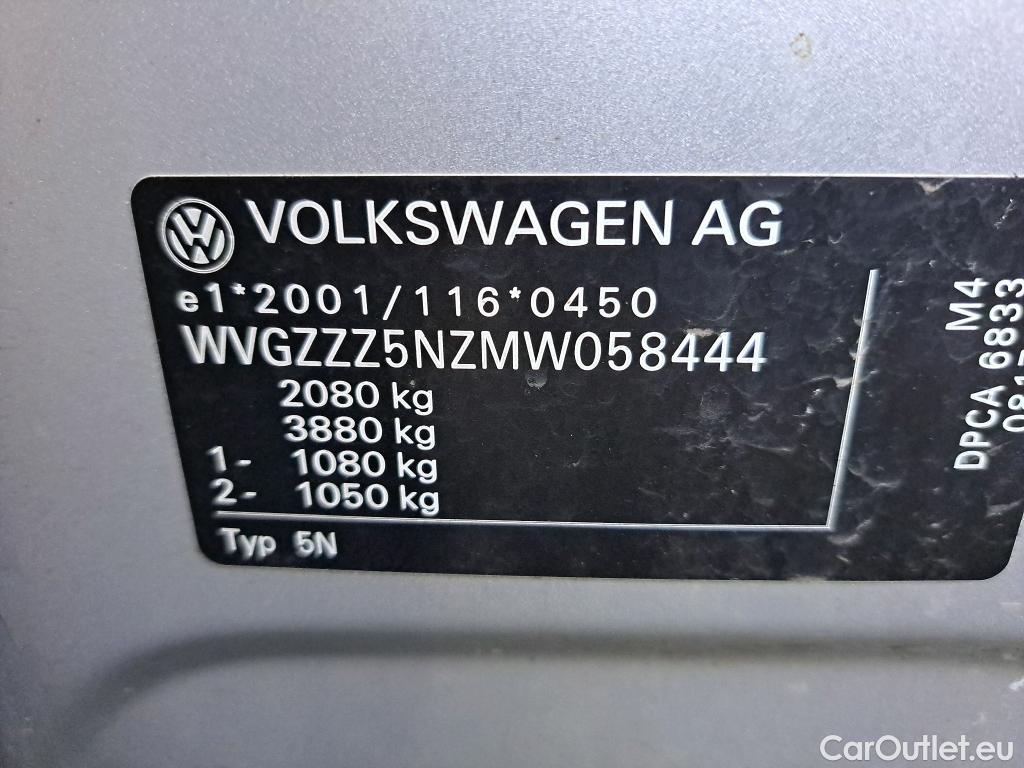 VOLKSWAGEN AG
e1*2001/116*0450
WVGZZZ5NZMW058444
2080 kg
3880 kg
1- 1080 kg
2- 1050 kg
Typ 5N
M4
DPCA 6833
CarOutlet.eu